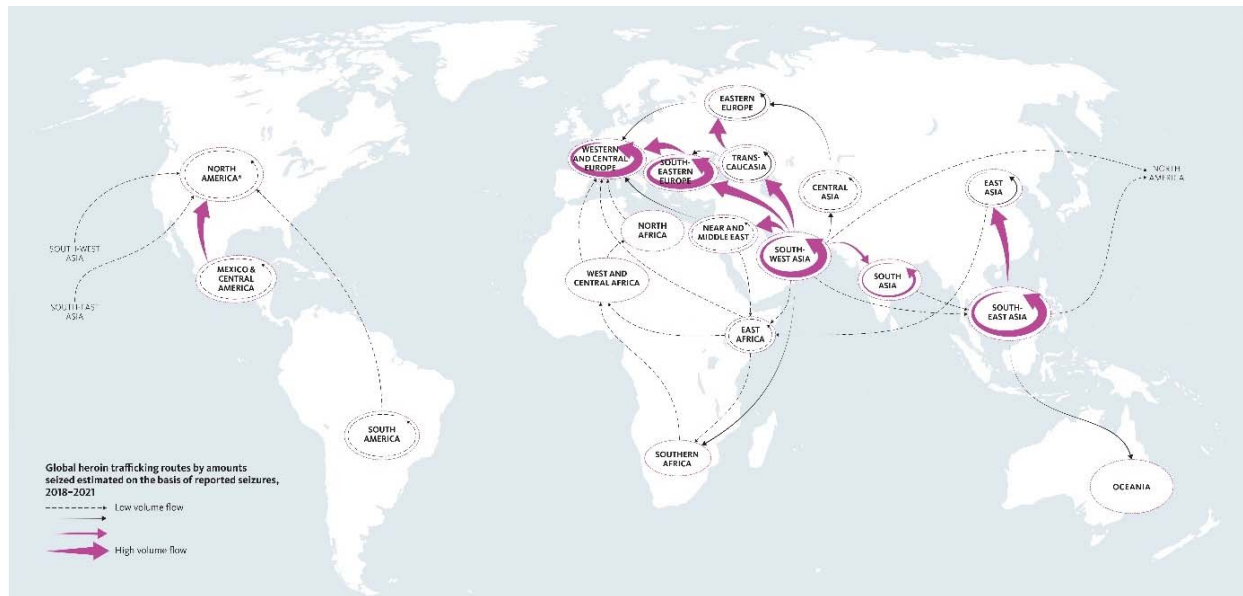 EASTERN
EUROPE
WESTERN
AND CENTRAL
EUROPE
SOUTH-
EASTERN
EUROPE
TRANS-
CAUCASIA
NORTH
AMERICA*
CENTRAL
ASIA
EAST
ASIA
NORTH
AMERICA
NORTH
AFRICA
NEAR AND
MIDDLE EAST
SOUTH-WEST
ASIA
SOUTH-
WEST ASIA
MEXICO &
CENTRAL
AMERICA
WEST AND
CENTRAL AFRICA
SOUTH
ASIA
SOUTH-EAST
ASIA
SOUTH-
EAST ASIA
EAST
AFRICA
SOUTH
AMERICA
SOUTHERN
AFRICA
OCEANIA
Global heroin trafficking routes by amounts
seized estimated on the basis of reported seizures,
2018–2021
Low volume flow
High volume flow